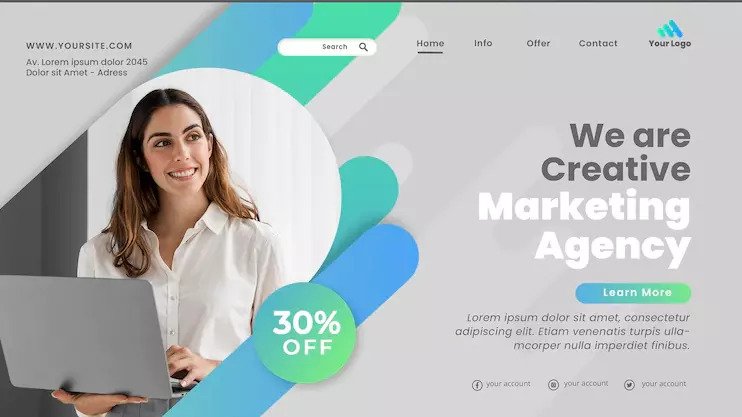 WWW.YOURSITE.COM
Av. Lorem ipsum dolor 2045
Dolor sit Amet - Adress
Search
Home
Info
Offer
Contact
Your Logo
We are
Creative
Marketing
Agency
Learn More
Lorem ipsum dolor sit amet, consectetur
adipiscing elit. Etiam venenatis turpis ulla-
mcorper nulla imperdiet finibus.
30%
OFF
your account
your account
your account